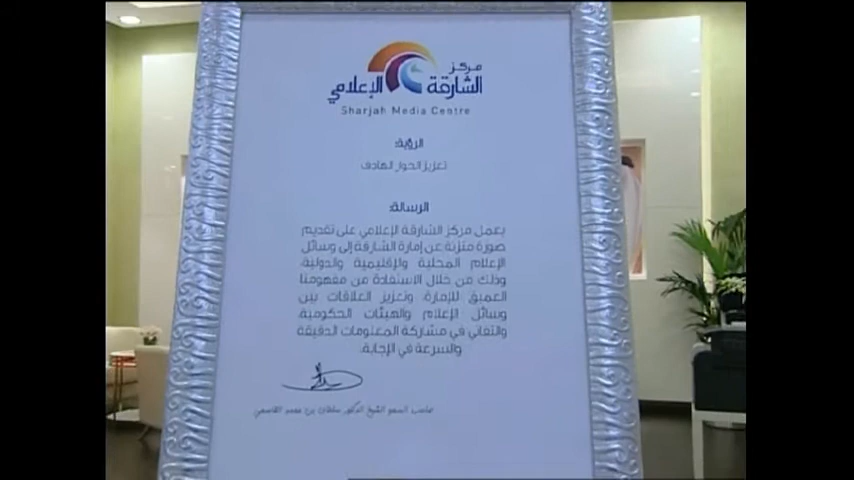 مركز
الشارقة الإعلامي
Sharjah Media Centre
الرؤية:
تعزيز الحوار الهادف
الرسالة:
يعمل مركز الشارقة الإعلامي على تقديم
صورة متزنة عن إمارة الشارقة إلى وسائل
الإعلام المحلية والإقليمية والدولية،
وذلك من خلال الاستفادة من مفهومنا
العميق للإمارة، وتعزيز العلاقات بين
وسائل الإعلام والهيئات الحكومية،
والتفاني في مشاركة المعلومات الدقيقة
والسرعة في الإجابة.
صاحب السمو الشيخ الدكتور سلطان بن محمد القاسمي